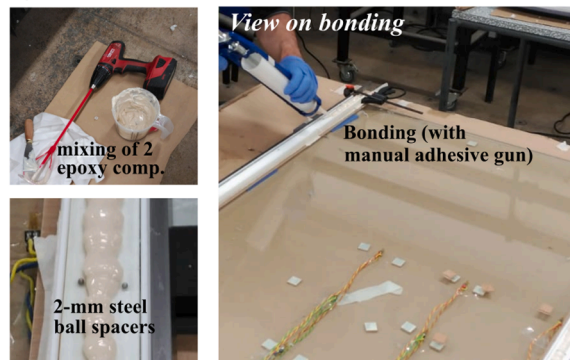 mixing of 2
epoxy comp.
2-mm steel
ball spacers
View on bonding
Bonding (with
manual adhesive gun)